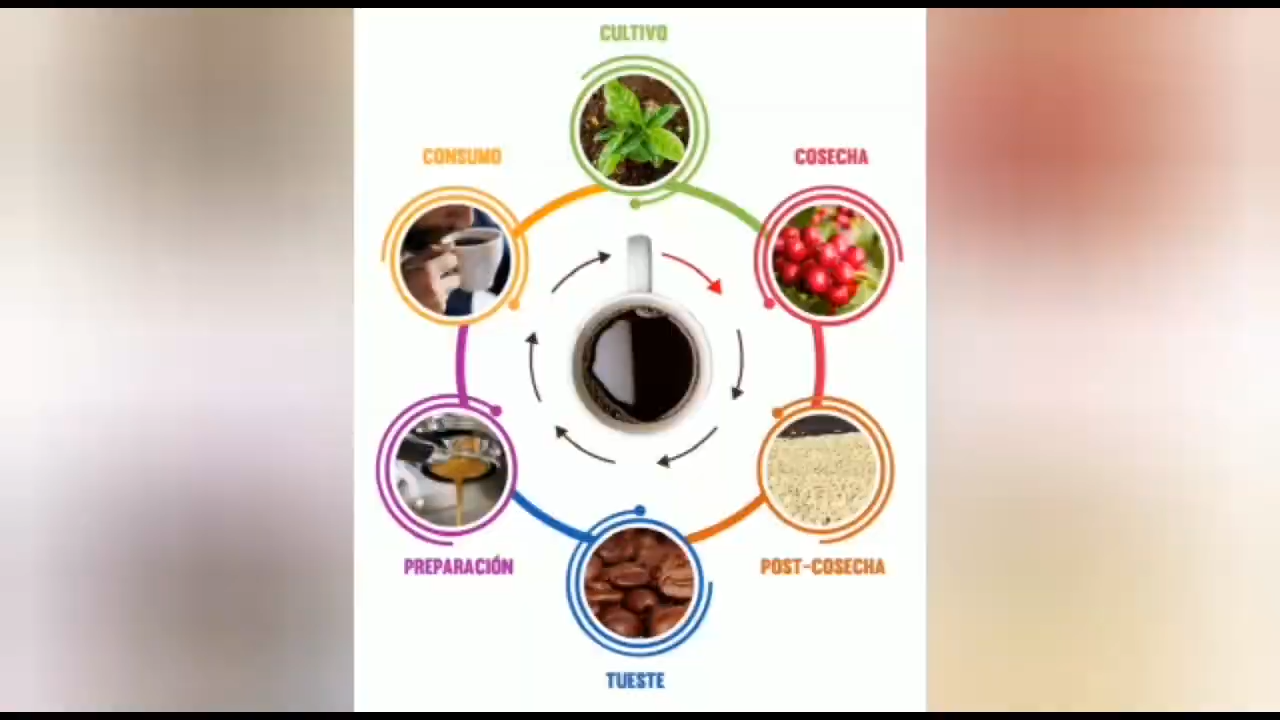 CULTIVO
CONSUMO
COSECHA
PREPARACIÓN
POST-COSECHA
TUESTE